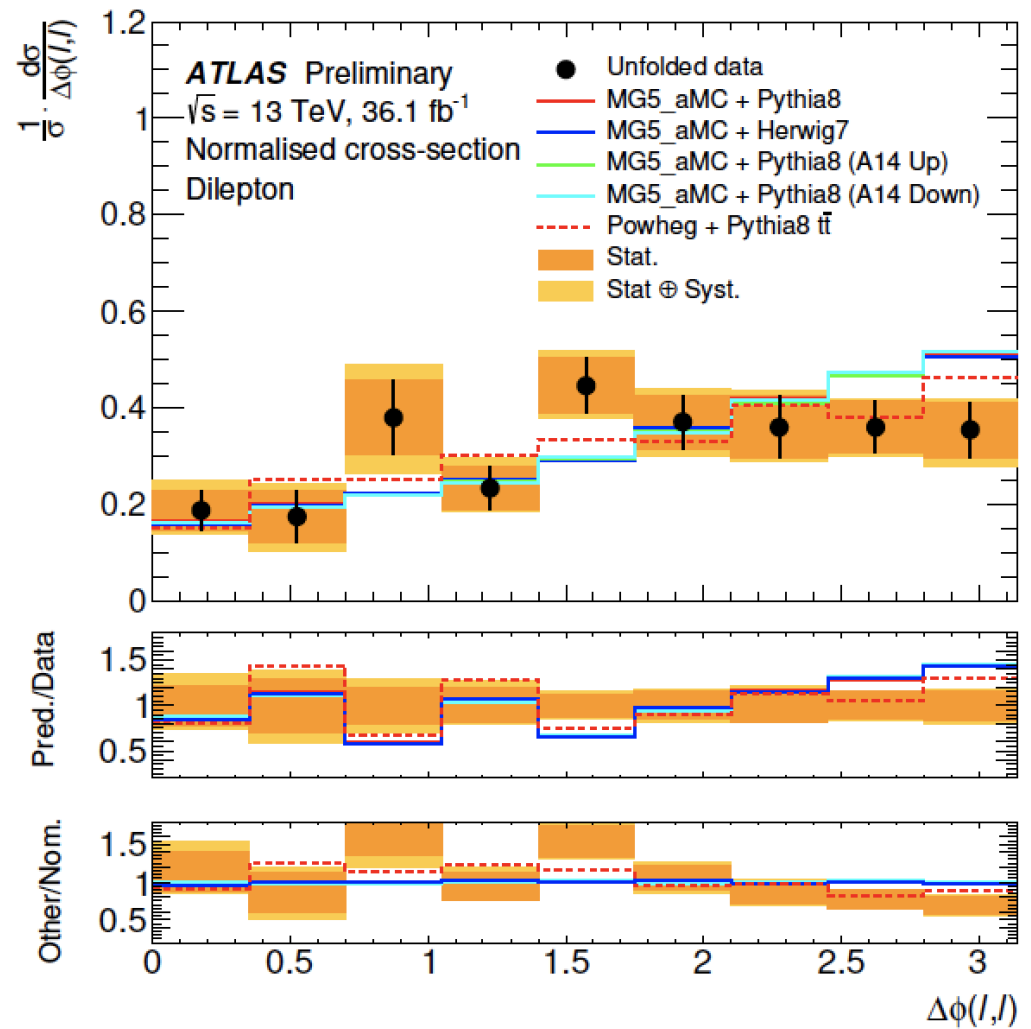 1/σ · dσ/Δϕ(l,l)
1.2
1
0.8
0.6
0.4
0.2
0
ATLAS Preliminary
√s = 13 TeV, 36.1 fb⁻¹
Normalised cross-section
Dilepton
Unfolded data
MG5_aMC + Pythia8
MG5_aMC + Herwig7
MG5_aMC + Pythia8 (A14 Up)
MG5_aMC + Pythia8 (A14 Down)
Powheg + Pythia8 tt̄
Stat.
Stat ⊕ Syst.
Pred./Data
1.5
1
0.5
Other/Nom.
1.5
1
0.5
0 0.5 1 1.5 2 2.5 3
Δϕ(l,l)